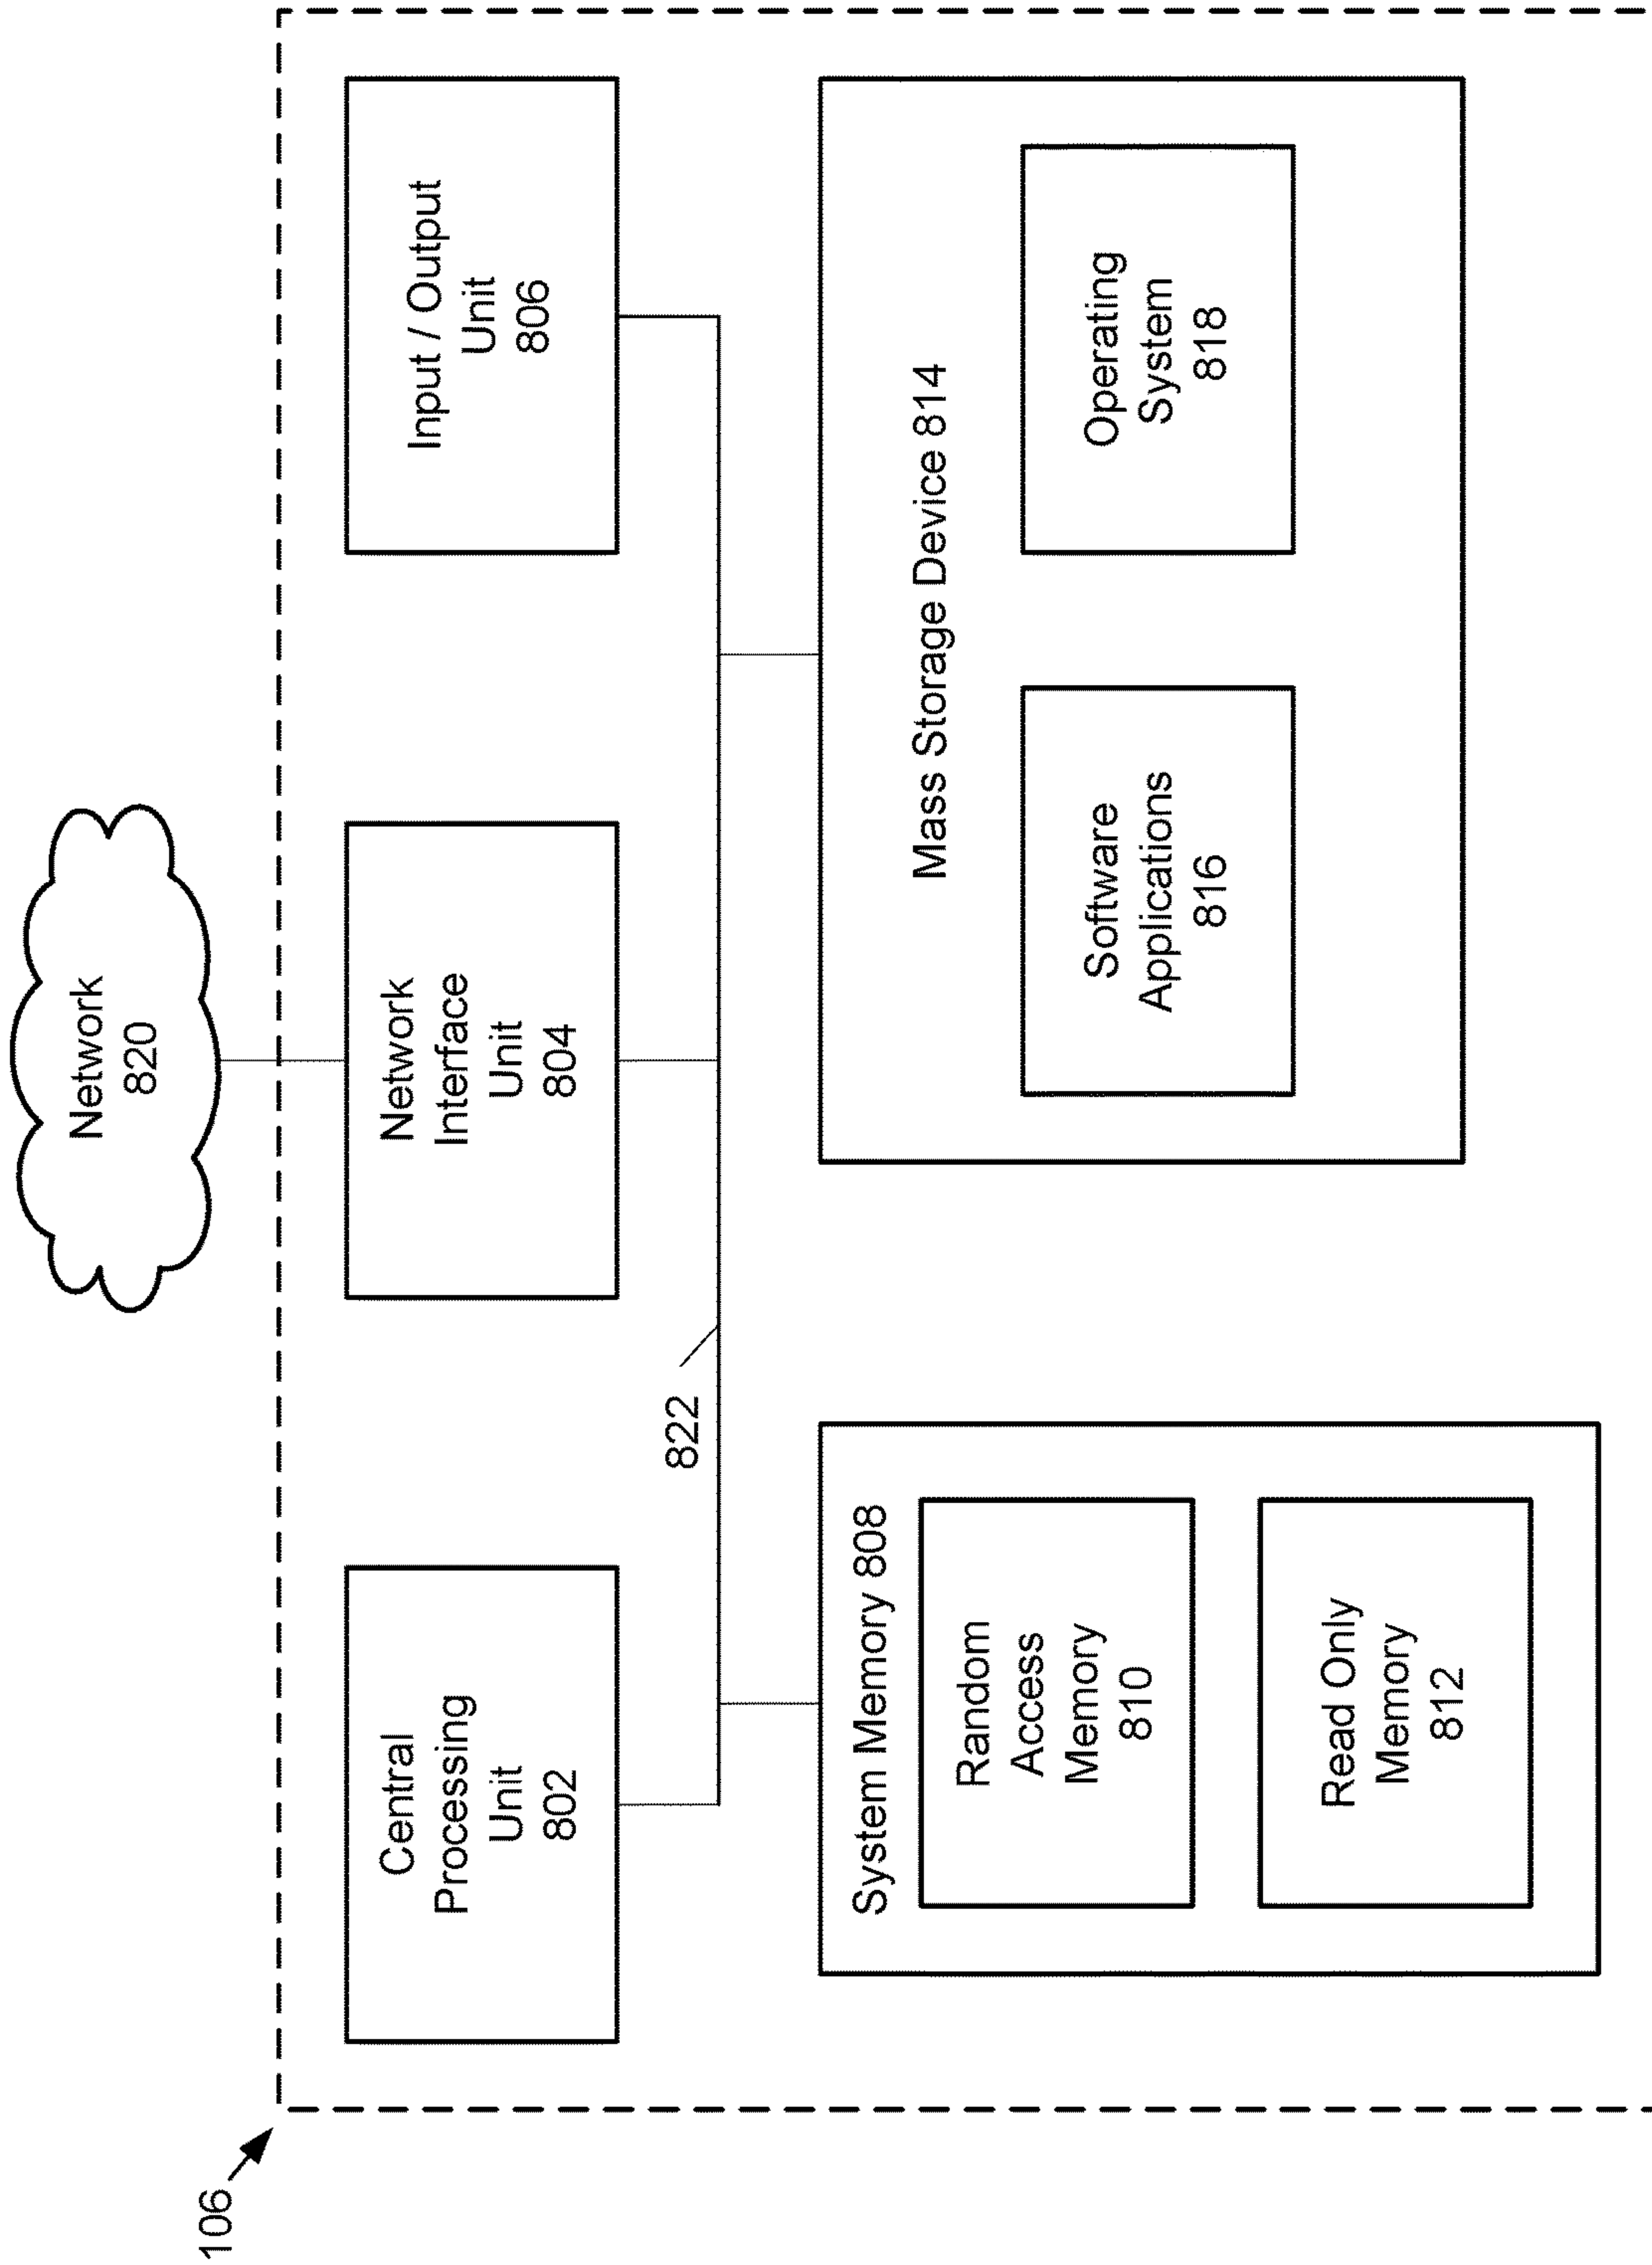 106
Network
820
Central
Processing
Unit
802
Network
Interface
Unit
804
Input / Output
Unit
806
822
System Memory 808
Random
Access
Memory
810
Read Only
Memory
812
Mass Storage Device 814
Software
Applications
816
Operating
System
818